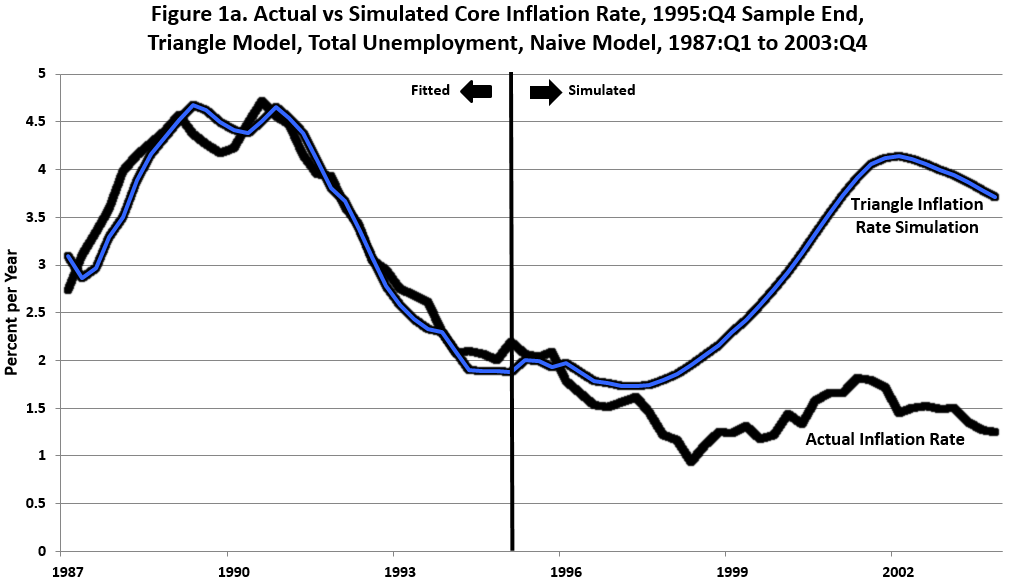 Figure 1a. Actual vs Simulated Core Inflation Rate, 1995:Q4 Sample End,
Triangle Model, Total Unemployment, Naive Model, 1987:Q1 to 2003:Q4
Percent per Year
5
4.5
4
3.5
3
2.5
2
1.5
1
0.5
0
Fitted
Simulated
Triangle Inflation
Rate Simulation
Actual Inflation Rate
1987
1990
1993
1996
1999
2002